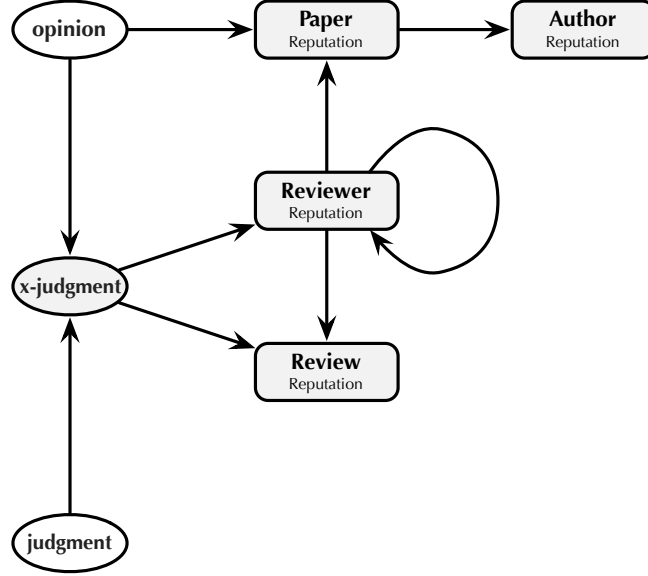 opinion
Paper
Reputation
Author
Reputation
Reviewer
Reputation
x-judgment
Review
Reputation
judgment